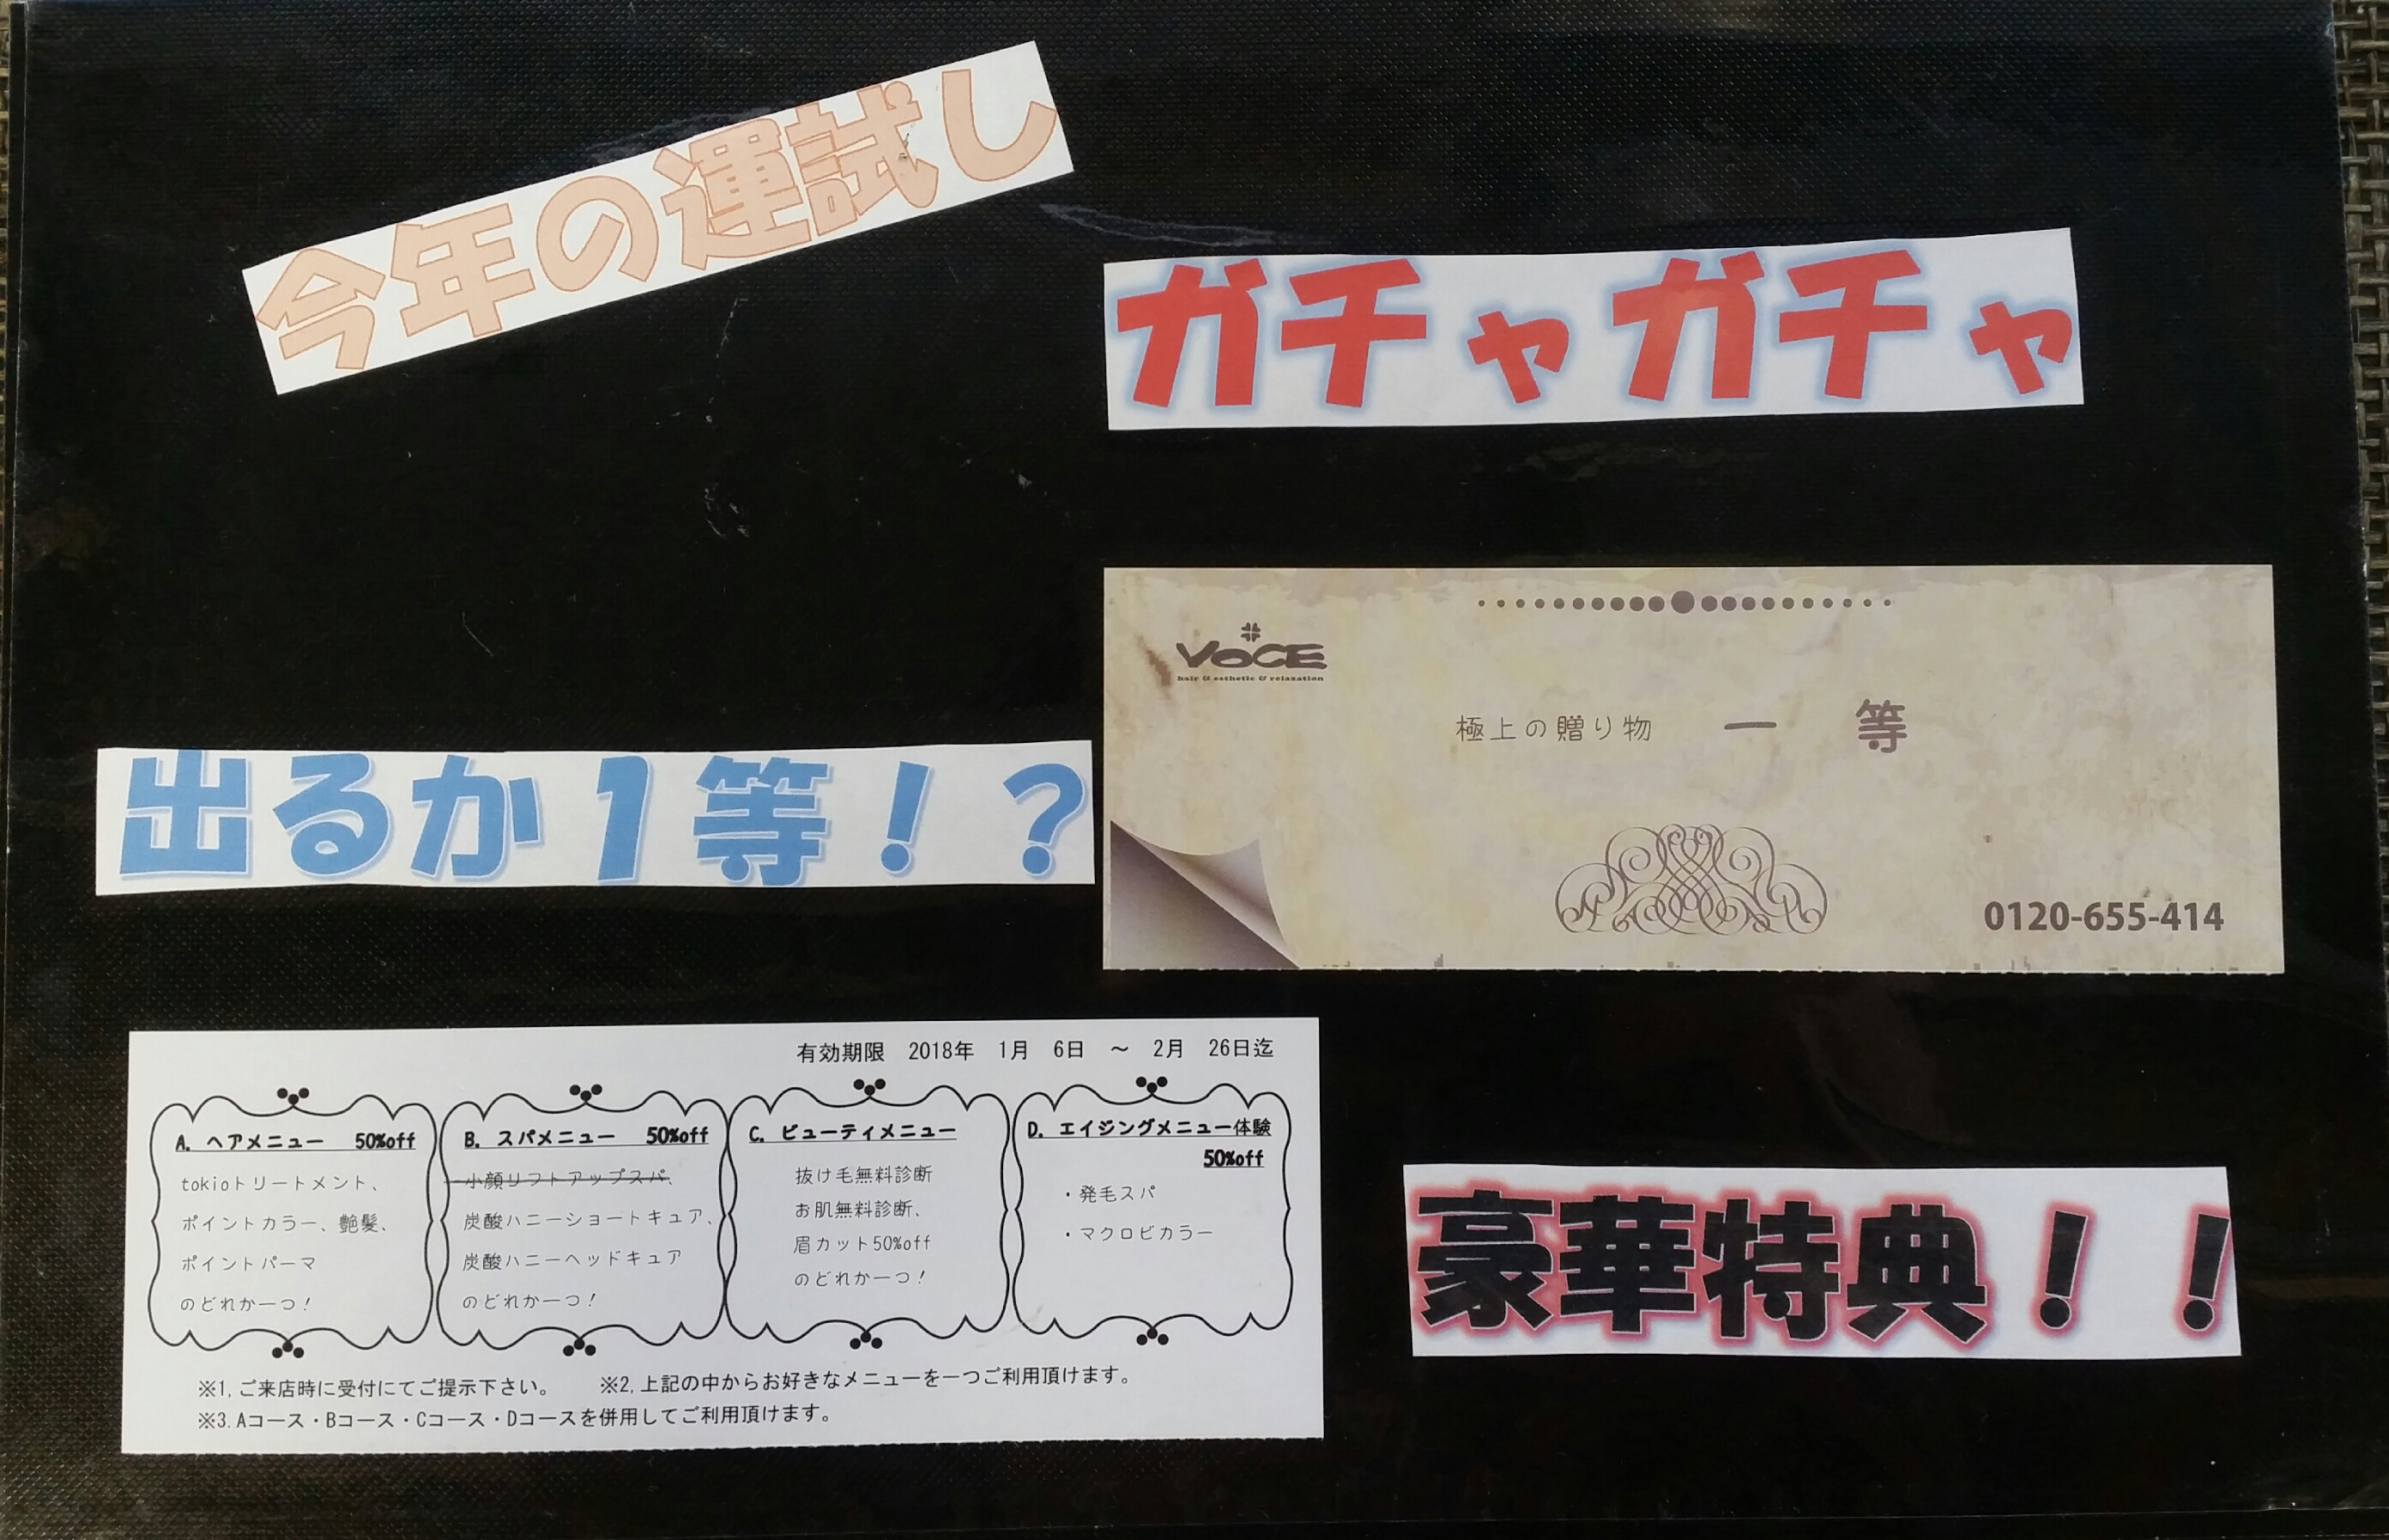 今年の運試し
ガチャガチャ
VOCE
hair & esthetic & relaxation
極上の贈り物 一 等
0120-655-414
出るか1等!?
有効期限 2018年 1月 6日 ～ 2月 26日迄
A. ヘアメニュー 50%off
tokioトリートメント、
ポイントカラー、艶髪、
ポイントパーマ
のどれか一つ!
B. スパメニュー 50%off
小顔リフトアップスパ、
炭酸ハニーショートキュア、
炭酸ハニーヘッドキュア
のどれか一つ!
C. ビューティメニュー
抜け毛無料診断
お肌無料診断、
眉カット50%off
のどれか一つ!
D. エイジングメニュー体験
50%off
・発毛スパ
・マクロビカラー
※1,ご来店時に受付にてご提示下さい。 ※2,上記の中からお好きなメニューを一つご利用頂けます。
※3.Aコース・Bコース・Cコース・Dコースを併用してご利用頂けます。
豪華特典!!